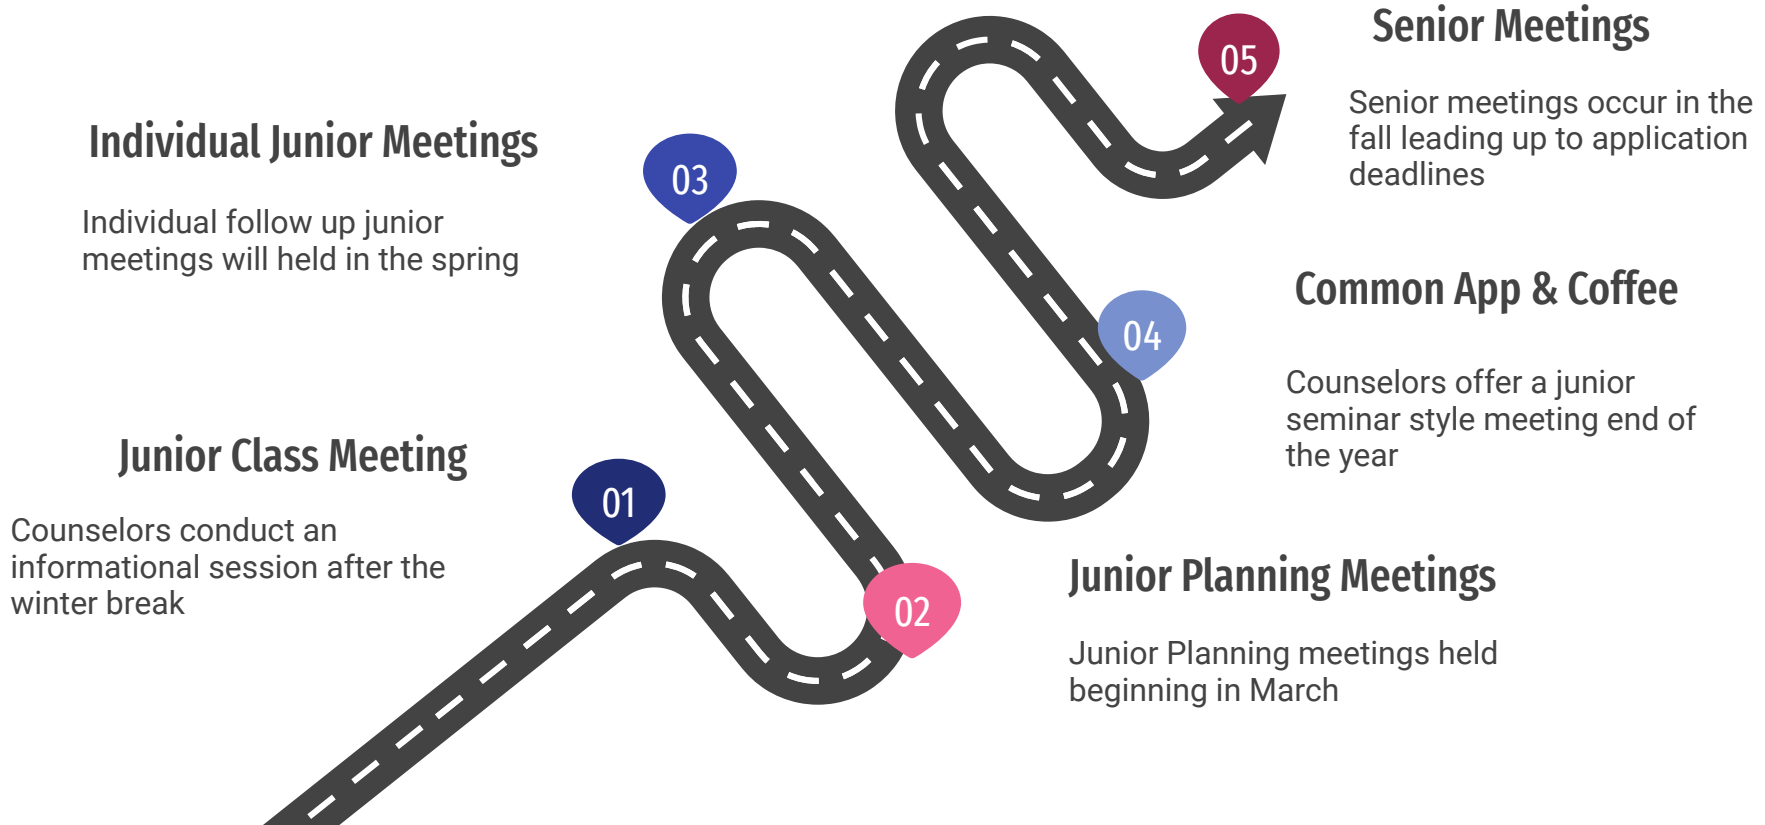 Senior Meetings
05
Senior meetings occur in the
fall leading up to application
deadlines
Individual Junior Meetings
03
Individual follow up junior
meetings will held in the spring
Common App & Coffee
04
Counselors offer a junior
seminar style meeting end of
the year
Junior Class Meeting
01
Counselors conduct an
informational session after the
winter break
Junior Planning Meetings
02
Junior Planning meetings held
beginning in March